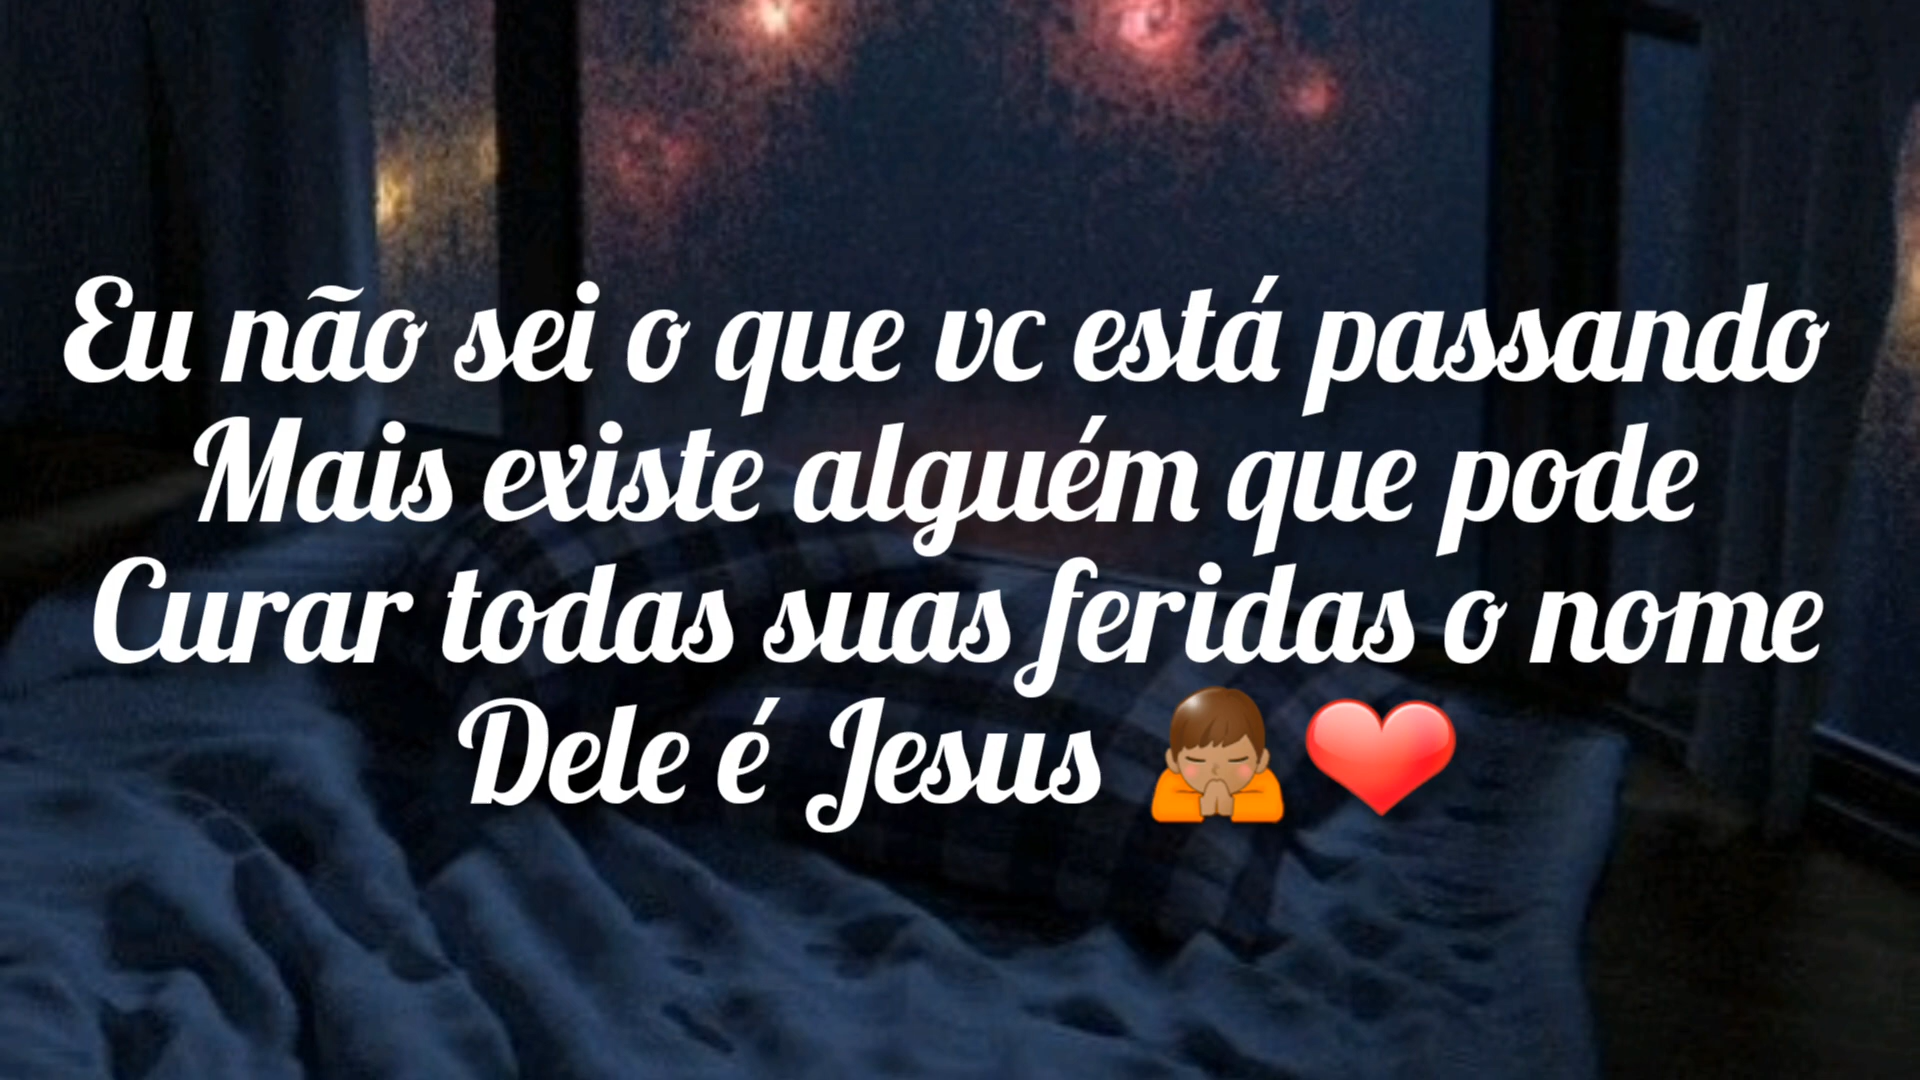 Eu não sei o que vc está passando
Mais existe alguém que pode
Curar todas suas feridas o nome
Dele é Jesus 🙏🏽❤️